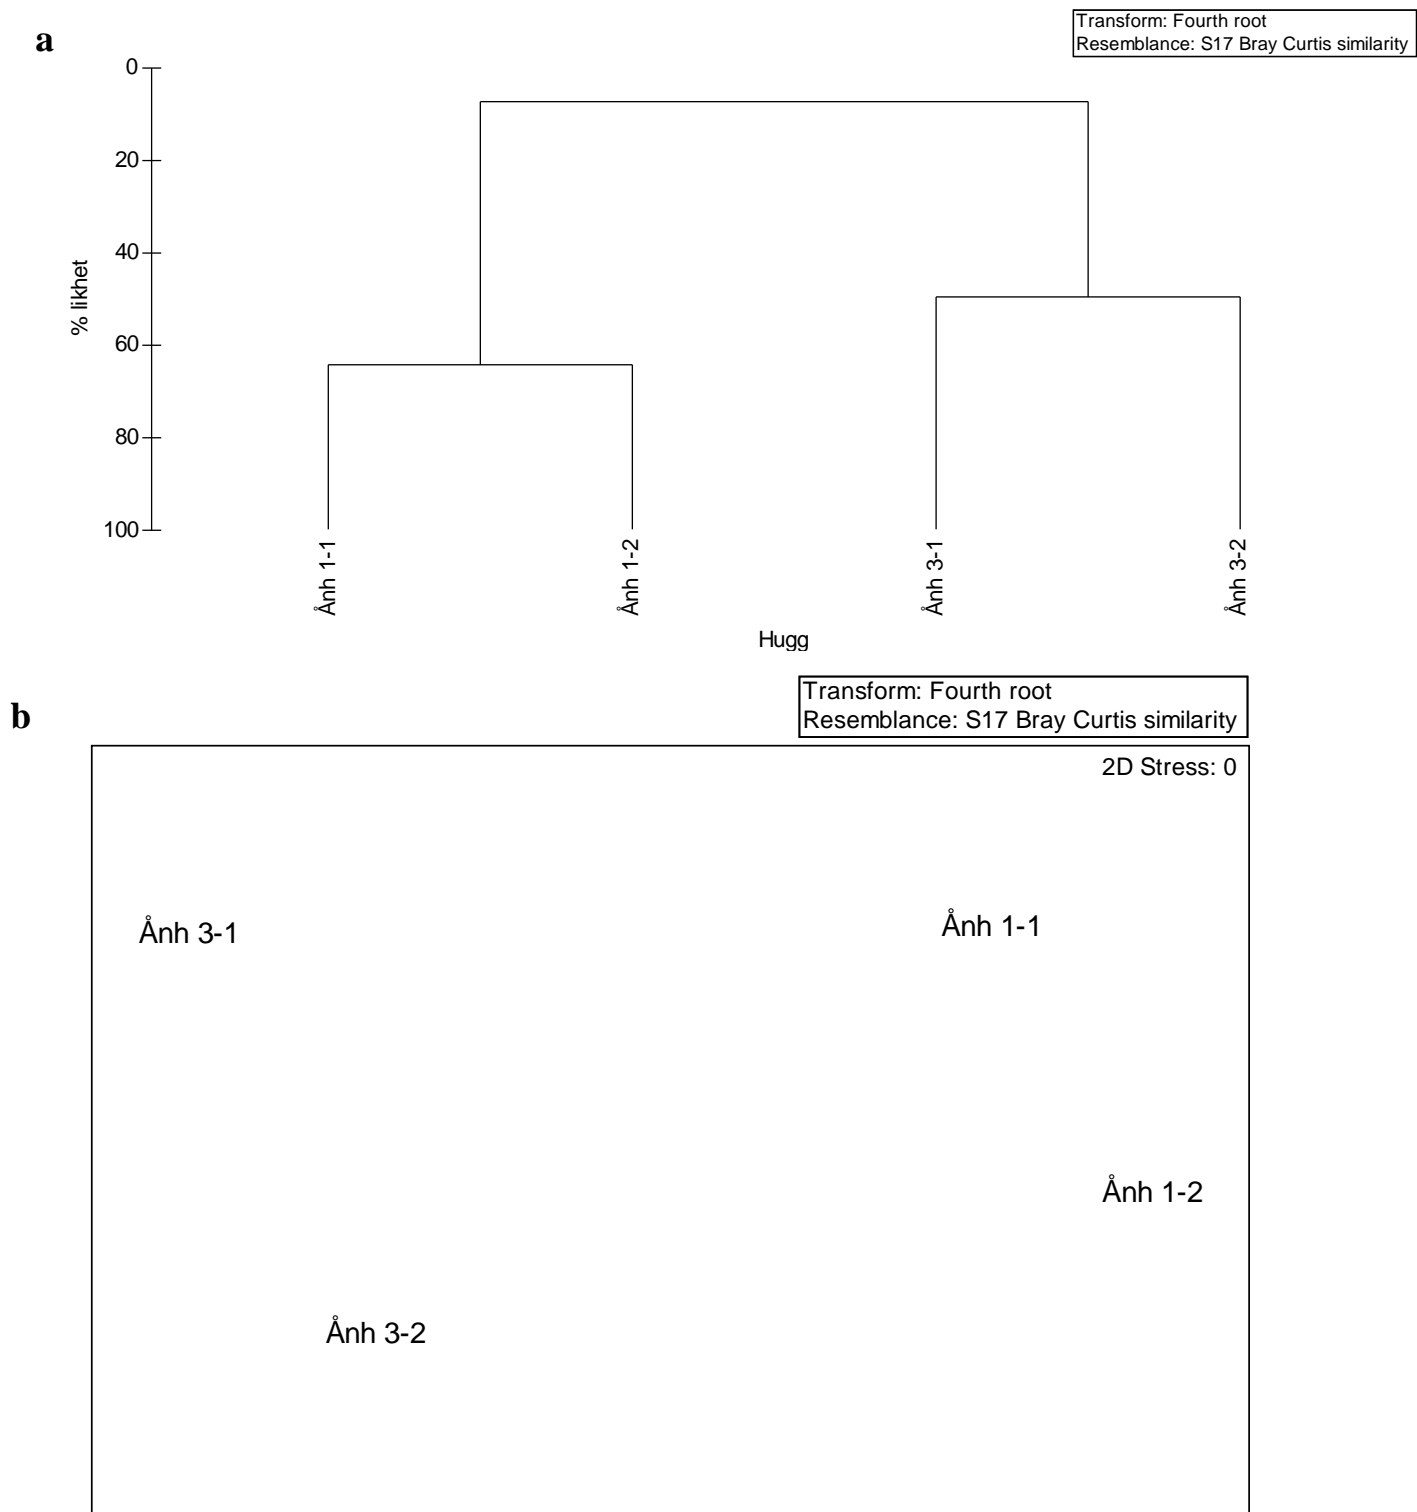 a
Transform: Fourth root
Resemblance: S17 Bray Curtis similarity
0
20
40
60
80
100
% likhet
Ånh 1-1
Ånh 1-2
Ånh 3-1
Ånh 3-2
Hugg
b
Transform: Fourth root
Resemblance: S17 Bray Curtis similarity
2D Stress: 0
Ånh 3-1
Ånh 1-1
Ånh 1-2
Ånh 3-2